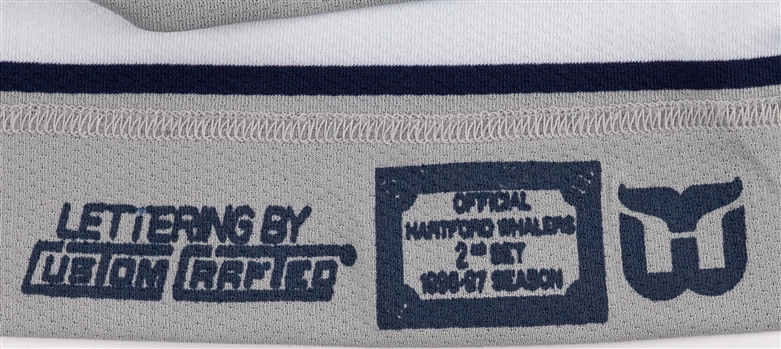 LETTERING BY
CUSTOM CRAFTED
OFFICIAL
HARTFORD WHALERS
2ND SET
1996-97 SEASON